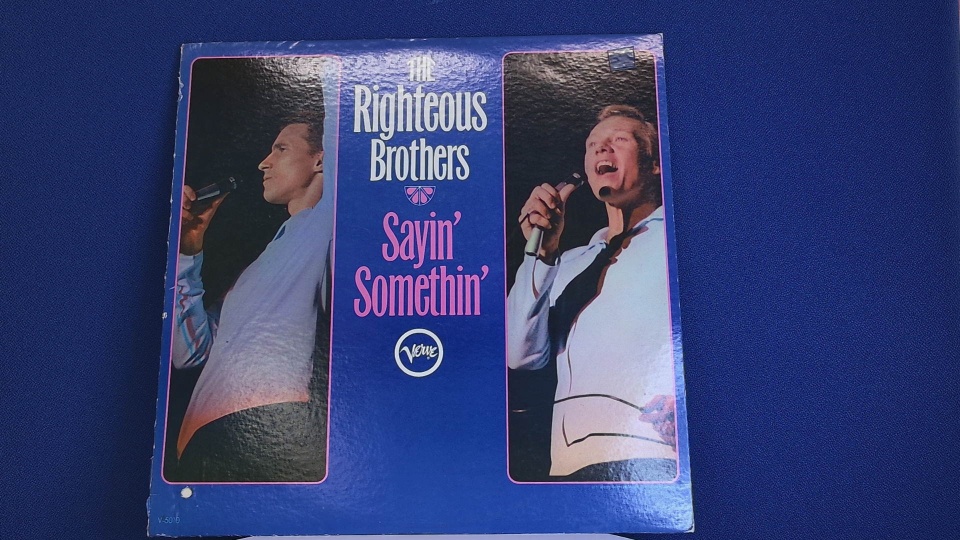 THE
Righteous
Brothers
Sayin'
Somethin'
Verve